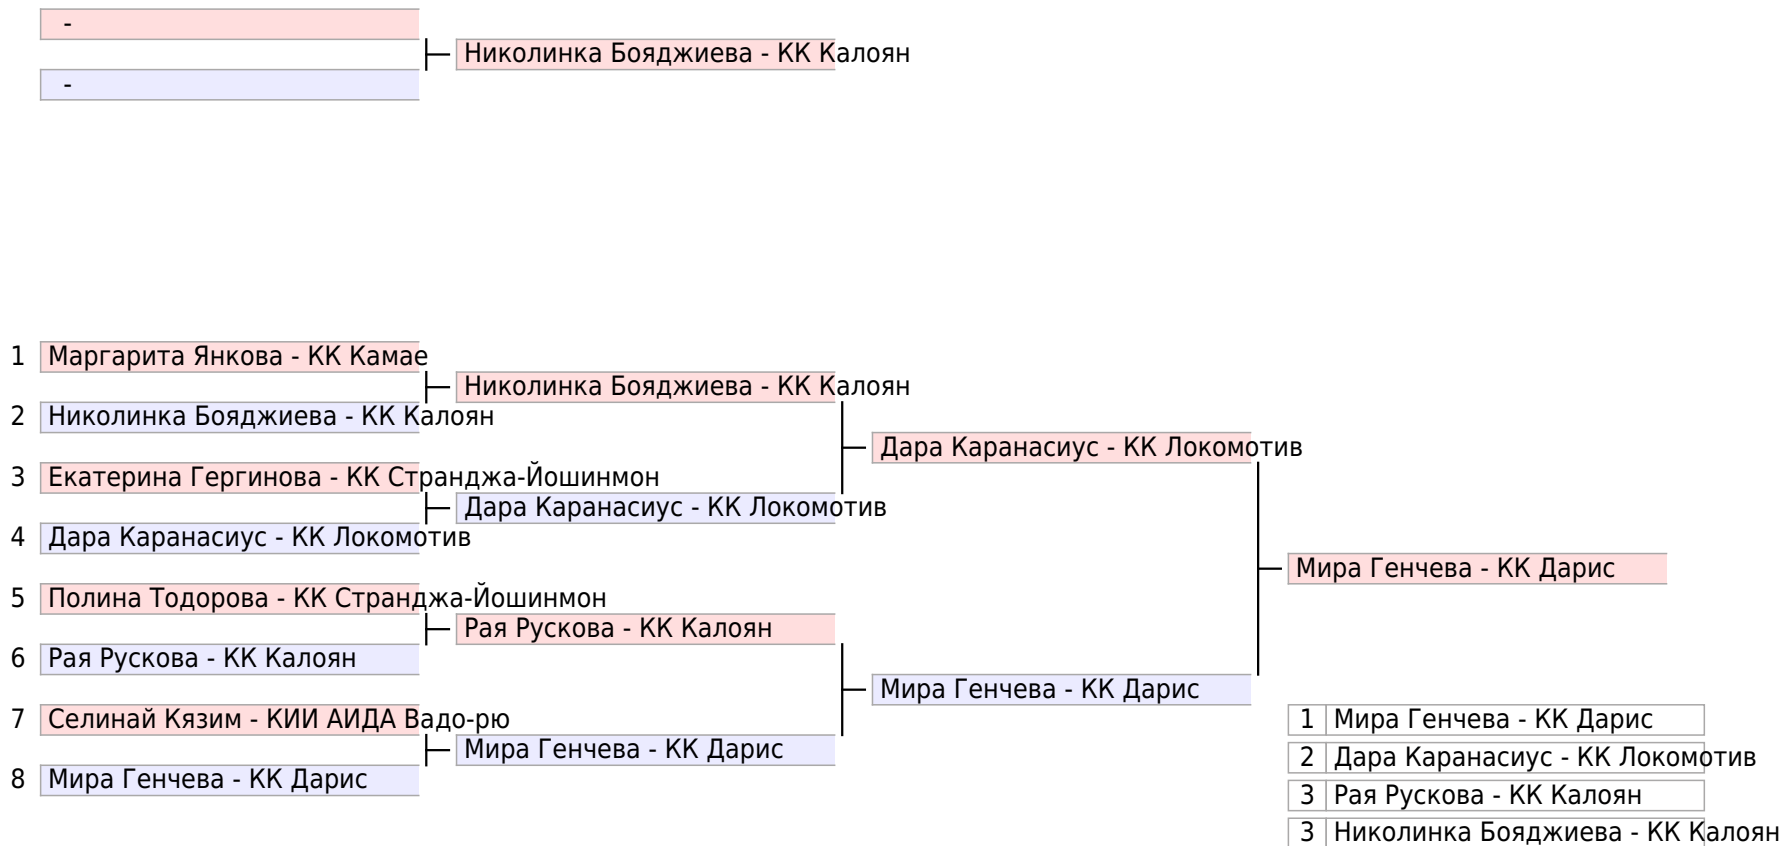 -
Николинка Бояджиева - КК Калоян
-
1 Маргарита Янкова - КК Камае
Николинка Бояджиева - КК Калоян
2 Николинка Бояджиева - КК Калоян
Дара Каранасиус - КК Локомотив
3 Екатерина Гергинова - КК Странджа-Йошинмон
Дара Каранасиус - КК Локомотив
4 Дара Каранасиус - КК Локомотив
Мира Генчева - КК Дарис
5 Полина Тодорова - КК Странджа-Йошинмон
Рая Рускова - КК Калоян
6 Рая Рускова - КК Калоян
Мира Генчева - КК Дарис
7 Селинай Кязим - КИИ АИДА Вадо-рю
Мира Генчева - КК Дарис
8 Мира Генчева - КК Дарис
1 Мира Генчева - КК Дарис
2 Дара Каранасиус - КК Локомотив
3 Рая Рускова - КК Калоян
3 Николинка Бояджиева - КК Калоян